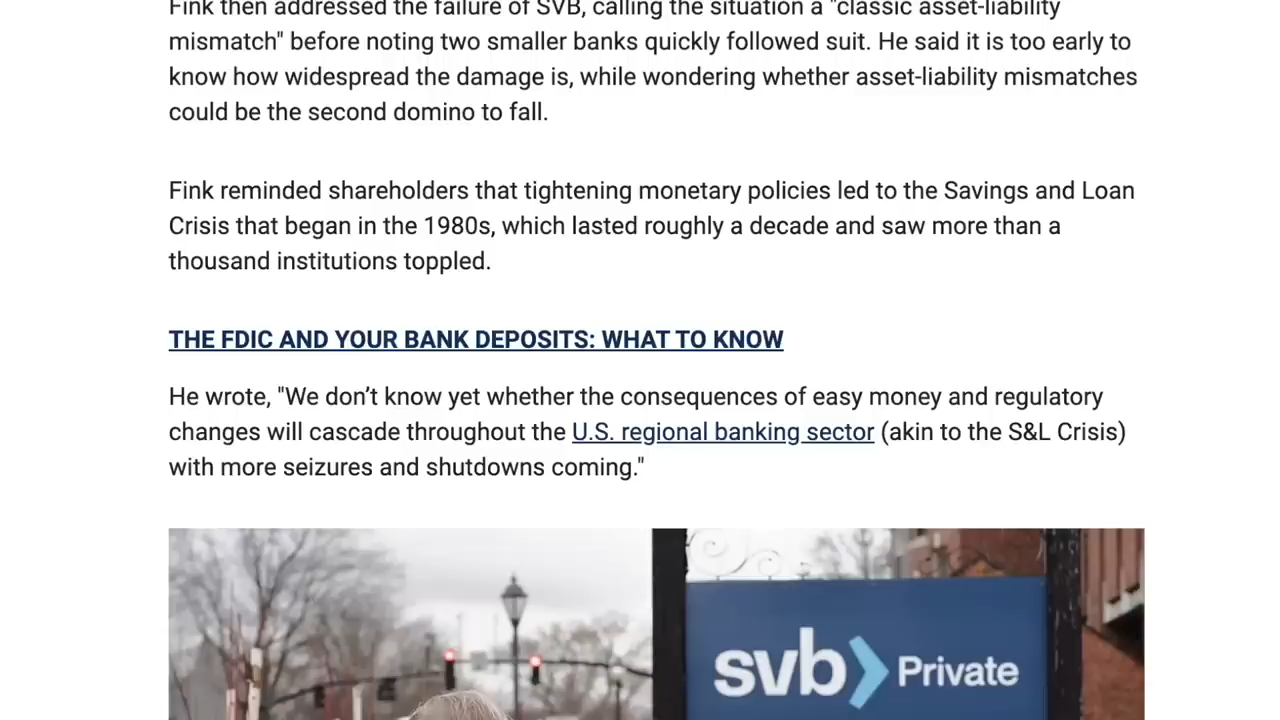 Fink then addressed the failure of SVB, calling the situation a "classic asset-liability
mismatch" before noting two smaller banks quickly followed suit. He said it is too early to
know how widespread the damage is, while wondering whether asset-liability mismatches
could be the second domino to fall.
Fink reminded shareholders that tightening monetary policies led to the Savings and Loan
Crisis that began in the 1980s, which lasted roughly a decade and saw more than a
thousand institutions toppled.
THE FDIC AND YOUR BANK DEPOSITS: WHAT TO KNOW
He wrote, "We don’t know yet whether the consequences of easy money and regulatory
changes will cascade throughout the U.S. regional banking sector (akin to the S&L Crisis)
with more seizures and shutdowns coming."
svb Private